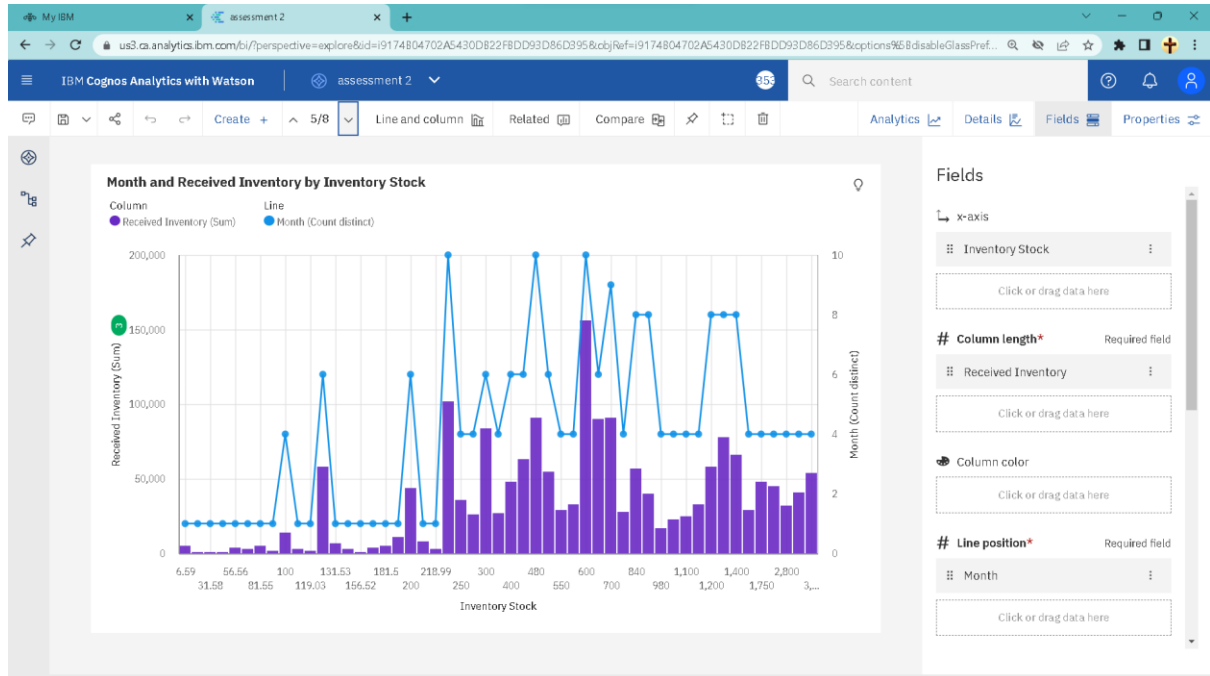 My IBM
assessment 2
us3.ca.analytics.ibm.com/bi/?perspective=explore&id=i9174B04702A5430DB22FBDD93D86D395&objRef=i9174B04702A5430DB22FBDD93D86D395&options%5BdisableGlassPref...
IBM Cognos Analytics with Watson
assessment 2
353
Search content
Create +
5/8
Line and column
Related
Compare
Analytics
Details
Fields
Properties
Month and Received Inventory by Inventory Stock
Column Line
Received Inventory (Sum) Month (Count distinct)
200,000
150,000
100,000
50,000
0
Received Inventory (Sum)
3
10
8
6
4
2
0
Month (Count distinct)
6.59 56.56 100 131.53 181.5 218.99 300 480 600 840 1,100 1,400 2,800
31.58 81.55 119.03 156.52 200 250 400 550 700 980 1,200 1,750 3,...
Inventory Stock
Fields
x-axis
Inventory Stock
Click or drag data here
# Column length* Required field
Received Inventory
Click or drag data here
Column color
Click or drag data here
# Line position* Required field
Month
Click or drag data here